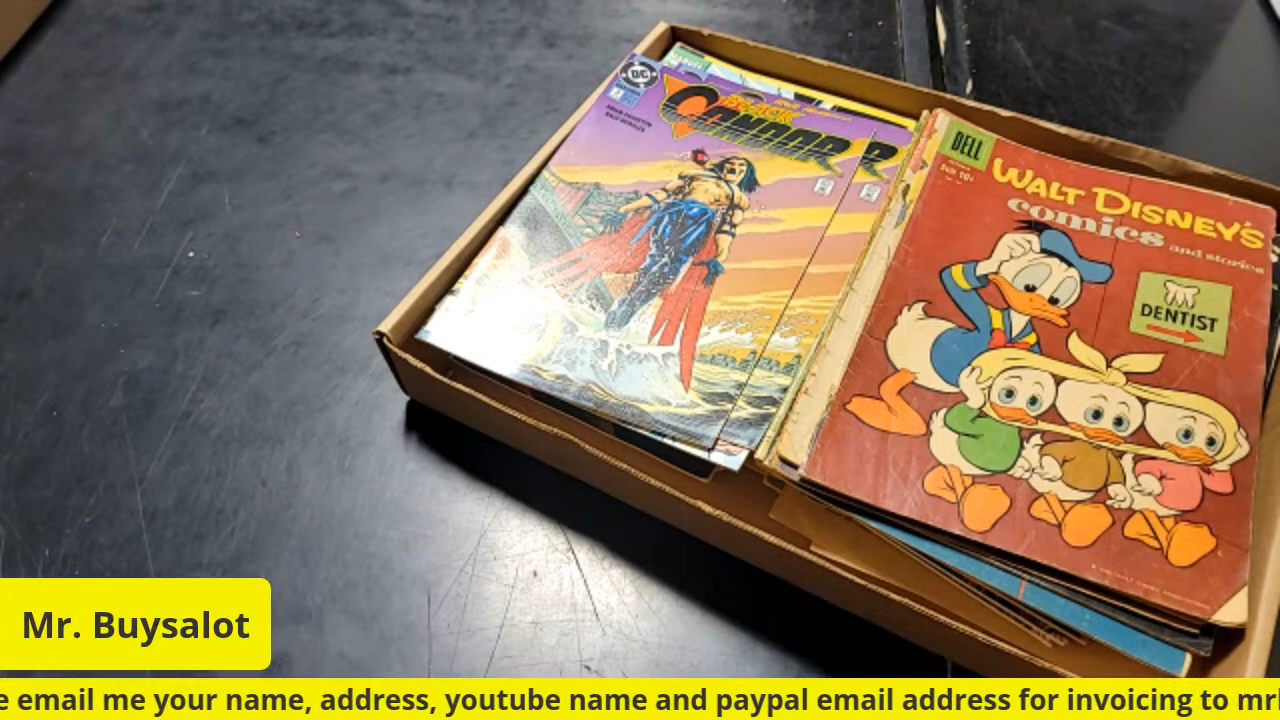 DC
BLACK
CONDOR
R
DELL
WALT DISNEY'S
comics and stories
DENTIST
Mr. Buysalot
e email me your name, address, youtube name and paypal email address for invoicing to mr